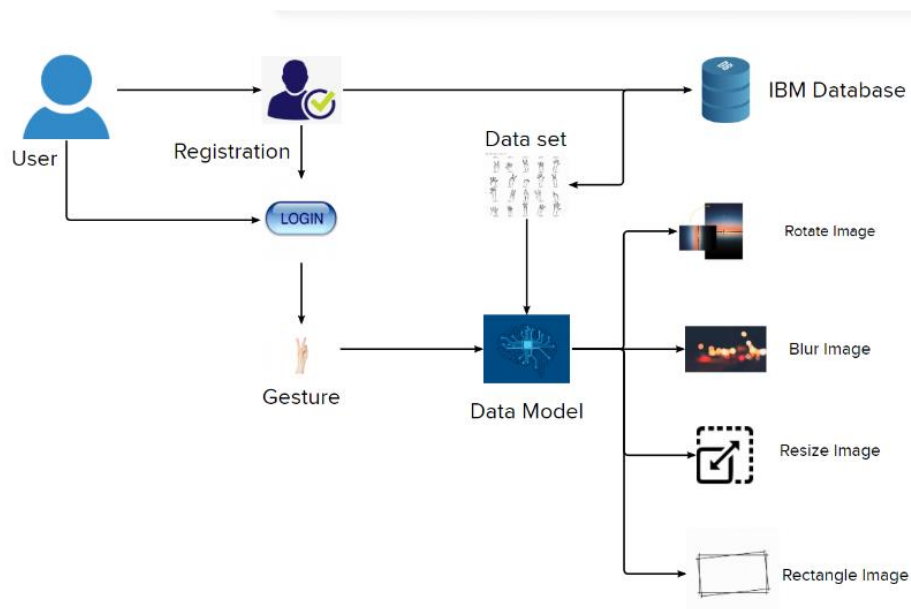 IBM Database
User
Registration
Data set
LOGIN
Rotate Image
Blur Image
Gesture
Data Model
Resize Image
Rectangle Image